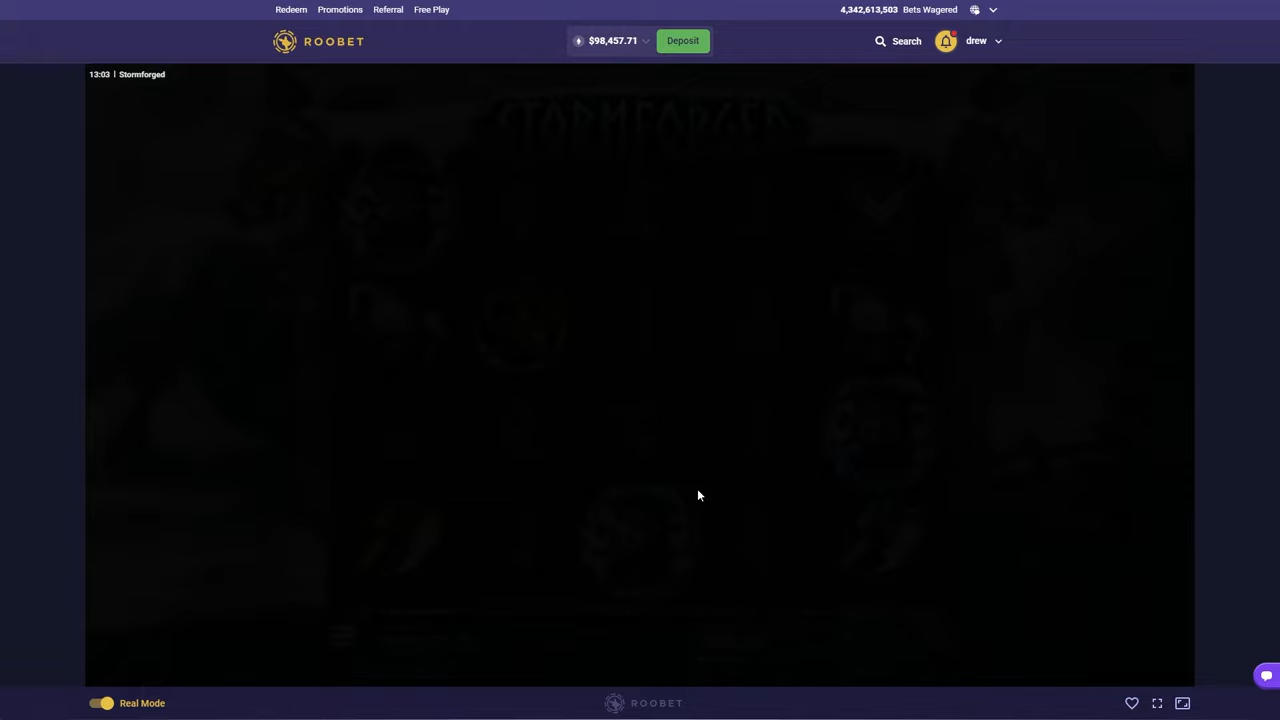 Redeem Promotions Referral Free Play 4,342,613,503 Bets Wagered
ROOBET $98,457.71 Deposit Search drew
13:03 | Stormforged
STORMFORGED
Real Mode ROOBET